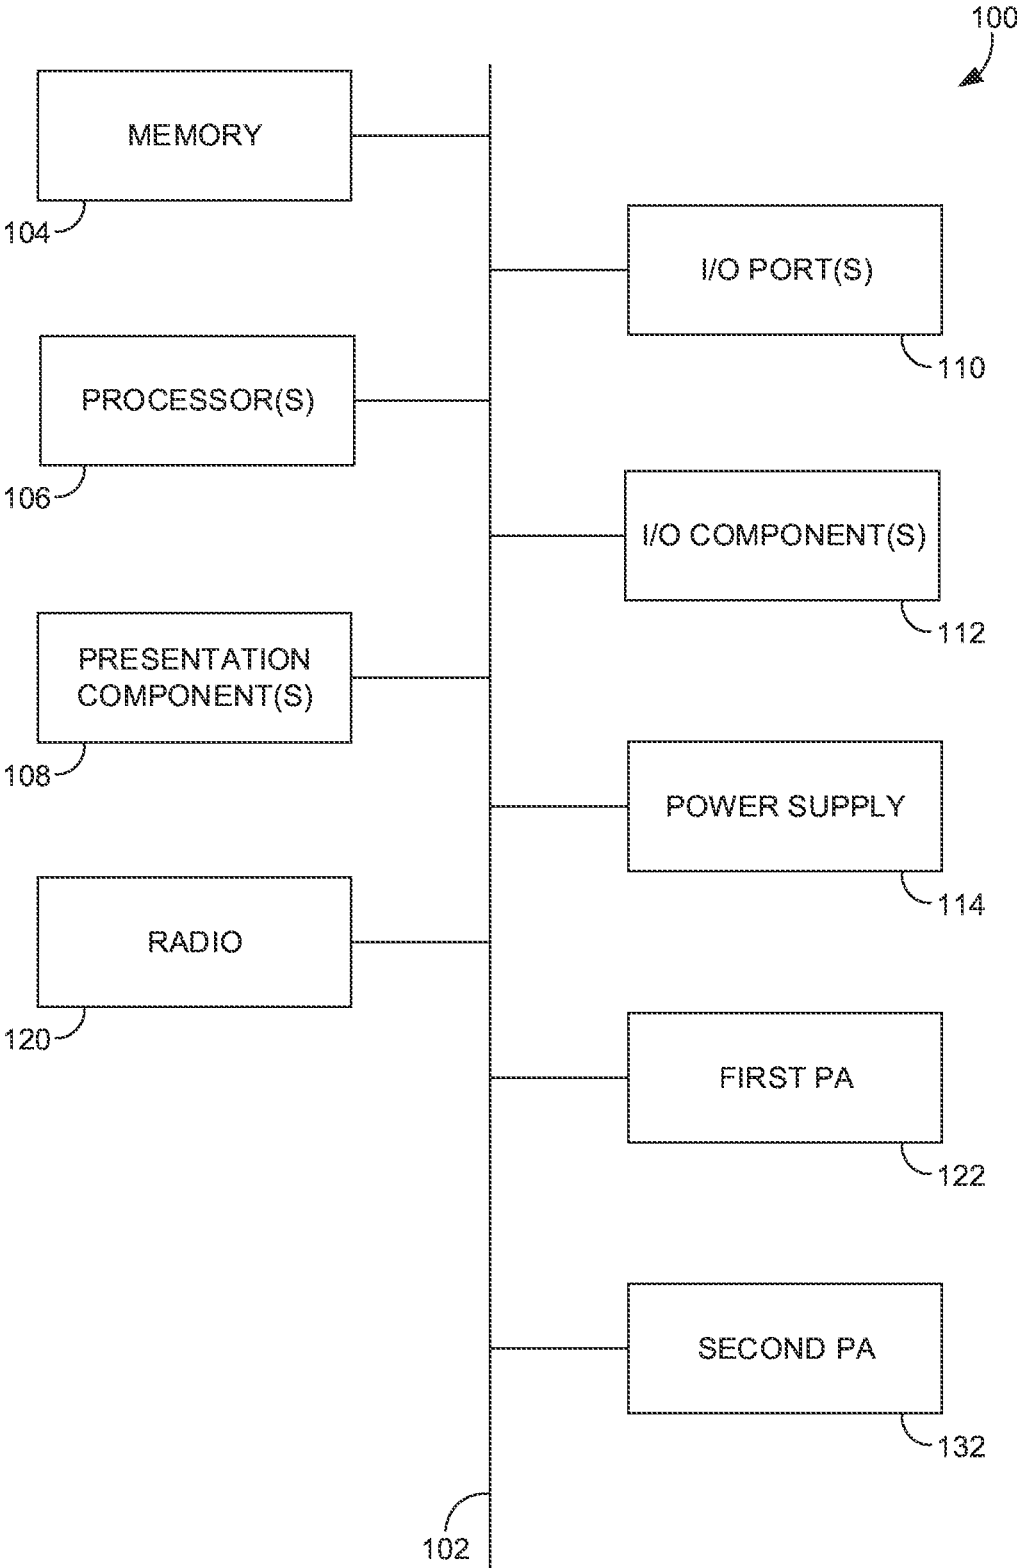 100
MEMORY
104
I/O PORT(S)
110
PROCESSOR(S)
106
I/O COMPONENT(S)
112
PRESENTATION
COMPONENT(S)
108
POWER SUPPLY
114
RADIO
120
FIRST PA
122
SECOND PA
132
102